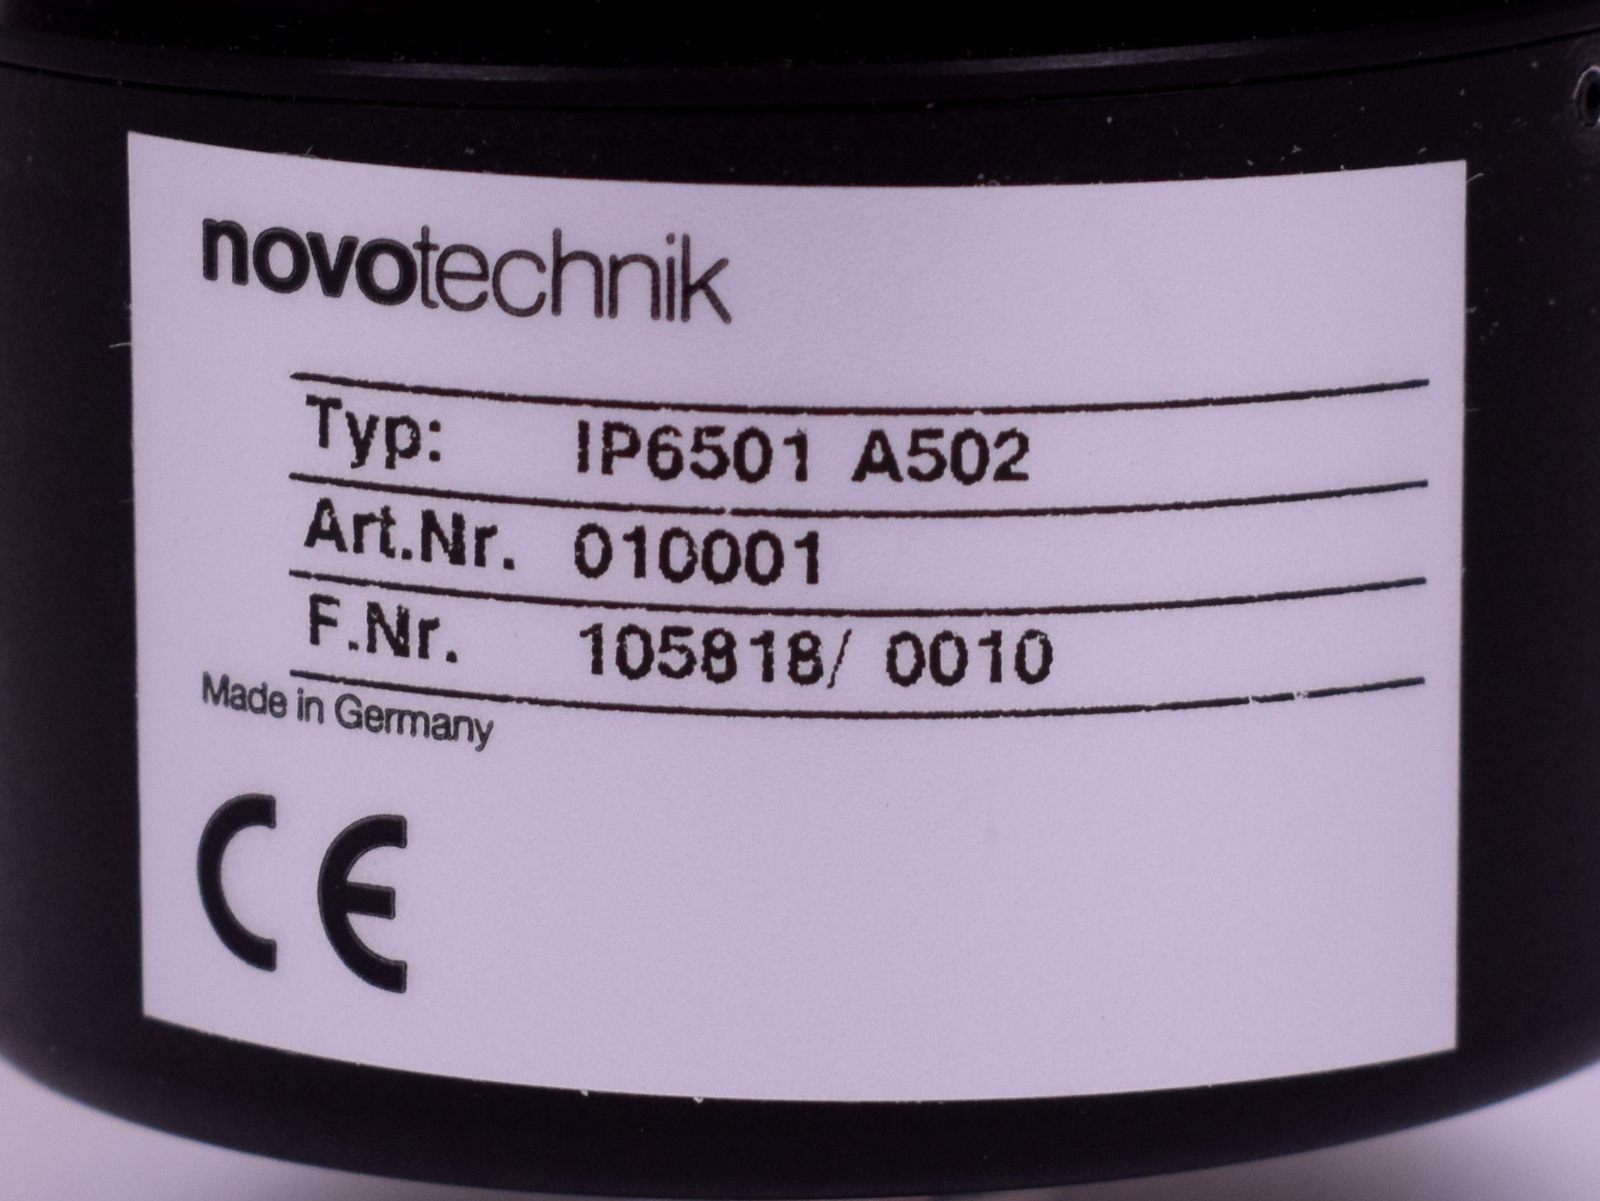 novotechnik
Typ: IP6501 A502
Art.Nr. 010001
F.Nr. 105818/ 0010
Made in Germany
CE